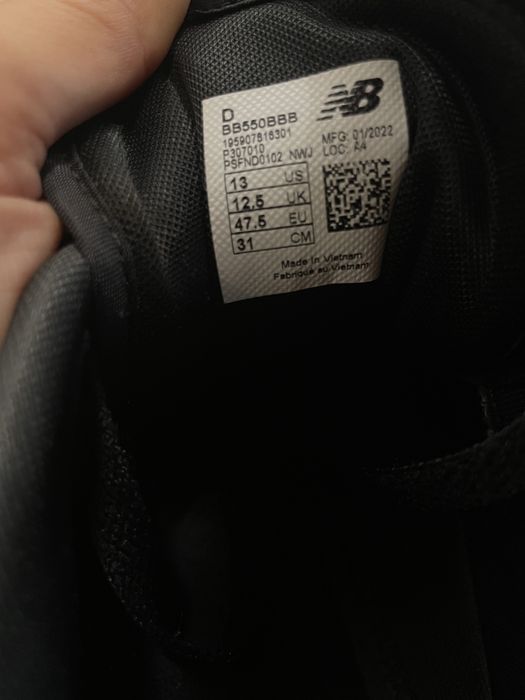 D
BB550BBB
195907816301
P307010
PSFND0102 NWJ
NB
MFG: 01/2022
LOC: A4
13 US
12.5 UK
47.5 EU
31 CM
Made in Vietnam
Fabriqué au Vietnam